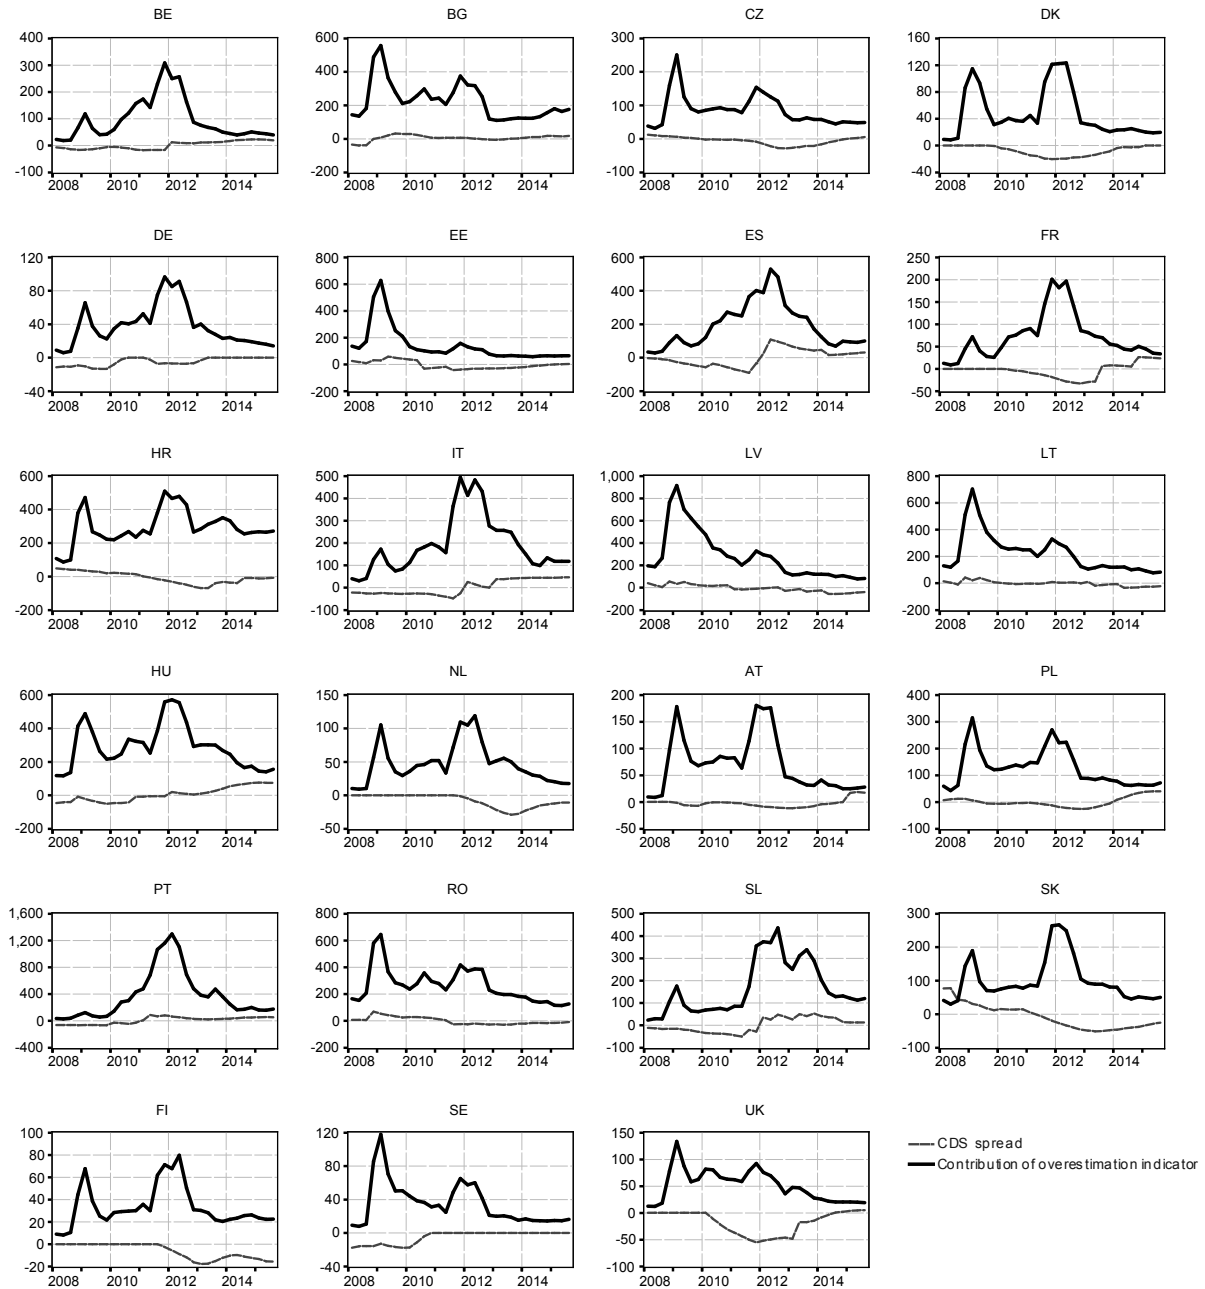 BE BG CZ DK
400 600 300 160
300 400 200 120
200 200 100 80
100 0 0 40
0 -200 -100 0
-100 -40
2008 2010 2012 2014 2008 2010 2012 2014 2008 2010 2012 2014 2008 2010 2012 2014
DE EE ES FR
120 800 600 250
80 600 400 200
40 400 200 150
0 200 0 100
-40 0 -200 50
-200 0
-50
2008 2010 2012 2014 2008 2010 2012 2014 2008 2010 2012 2014 2008 2010 2012 2014
HR IT LV LT
600 500 1,000 800
400 400 800 600
200 300 600 400
0 200 400 200
-200 100 200 0
0 0 -200
-100 -200
2008 2010 2012 2014 2008 2010 2012 2014 2008 2010 2012 2014 2008 2010 2012 2014
HU NL AT PL
600 150 200 400
400 100 150 300
200 50 100 200
0 0 50 100
-200 -50 0 0
-50 -100
2008 2010 2012 2014 2008 2010 2012 2014 2008 2010 2012 2014 2008 2010 2012 2014
PT RO SL SK
1,600 800 500 300
1,200 600 400 200
800 400 300 100
400 200 200 0
0 0 100 -100
-400 -200 0
-100
2008 2010 2012 2014 2008 2010 2012 2014 2008 2010 2012 2014 2008 2010 2012 2014
FI SE UK
100 120 150
80 80 100
60 40 50
40 0 0
20 -40 -50
0 -100
-20
2008 2010 2012 2014 2008 2010 2012 2014 2008 2010 2012 2014
CDS spread
Contribution of overestimation indicator